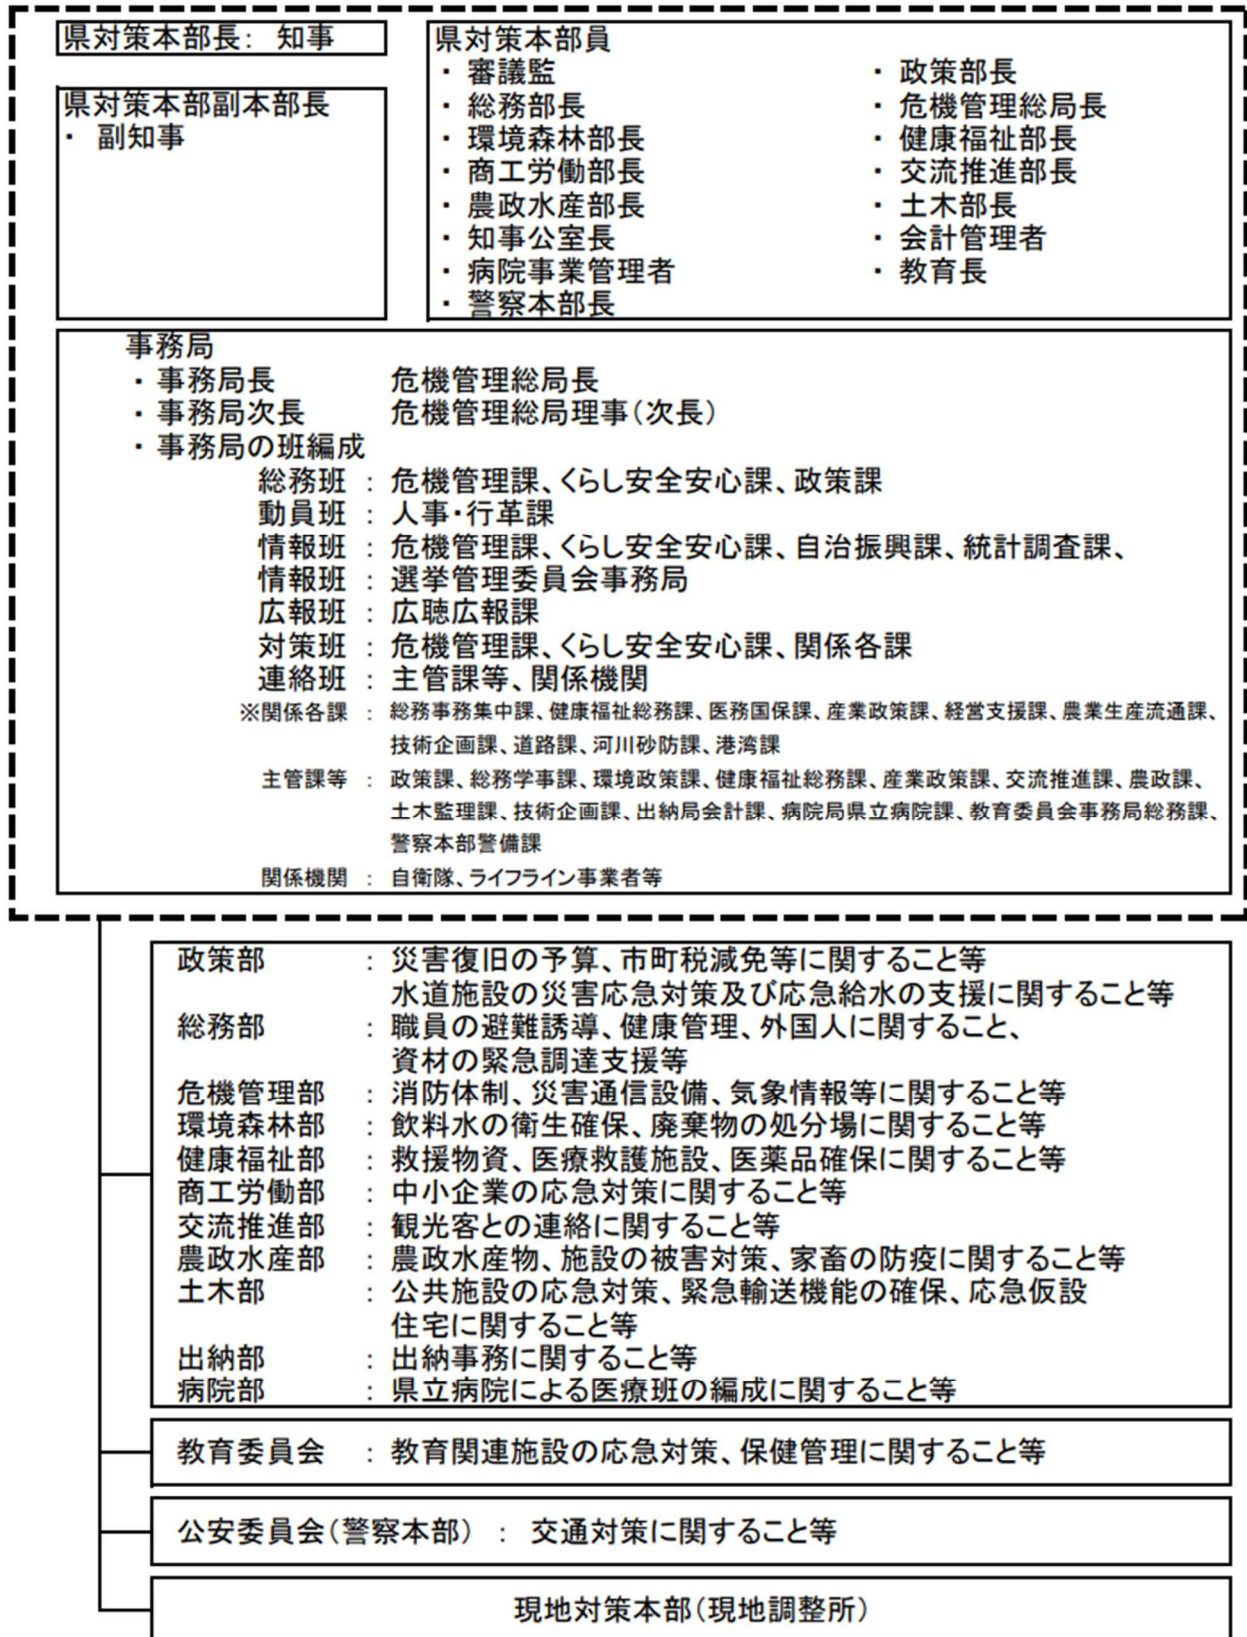 県対策本部長： 知事
県対策本部副本部長
・ 副知事
県対策本部員
・ 審議監 ・ 政策部長
・ 総務部長 ・ 危機管理総局長
・ 環境森林部長 ・ 健康福祉部長
・ 商工労働部長 ・ 交流推進部長
・ 農政水産部長 ・ 土木部長
・ 知事公室長 ・ 会計管理者
・ 病院事業管理者 ・ 教育長
・ 警察本部長
事務局
・ 事務局長 危機管理総局長
・ 事務局次長 危機管理総局理事（次長）
・ 事務局の班編成
総務班 ： 危機管理課、くらし安全安心課、政策課
動員班 ： 人事・行革課
情報班 ： 危機管理課、くらし安全安心課、自治振興課、統計調査課、
情報班 ： 選挙管理委員会事務局
広報班 ： 広聴広報課
対策班 ： 危機管理課、くらし安全安心課、関係各課
連絡班 ： 主管課等、関係機関
※関係各課 ： 総務事務集中課、健康福祉総務課、医務国保課、産業政策課、経営支援課、農業生産流通課、
技術企画課、道路課、河川砂防課、港湾課
主管課等 ： 政策課、総務学事課、環境政策課、健康福祉総務課、産業政策課、交流推進課、農政課、
土木監理課、技術企画課、出納局会計課、病院局県立病院課、教育委員会事務局総務課、
警察本部警備課
関係機関 ： 自衛隊、ライフライン事業者等
政策部 ： 災害復旧の予算、市町税減免等に関すること等
水道施設の災害応急対策及び応急給水の支援に関すること等
総務部 ： 職員の避難誘導、健康管理、外国人に関すること、
資材の緊急調達支援等
危機管理部 ： 消防体制、災害通信設備、気象情報等に関すること等
環境森林部 ： 飲料水の衛生確保、廃棄物の処分場に関すること等
健康福祉部 ： 救援物資、医療救護施設、医薬品確保に関すること等
商工労働部 ： 中小企業の応急対策に関すること等
交流推進部 ： 観光客との連絡に関すること等
農政水産部 ： 農政水産物、施設の被害対策、家畜の防疫に関すること等
土木部 ： 公共施設の応急対策、緊急輸送機能の確保、応急仮設
住宅に関すること等
出納部 ： 出納事務に関すること等
病院部 ： 県立病院による医療班の編成に関すること等
教育委員会 ： 教育関連施設の応急対策、保健管理に関すること等
公安委員会（警察本部） ： 交通対策に関すること等
現地対策本部（現地調整所）